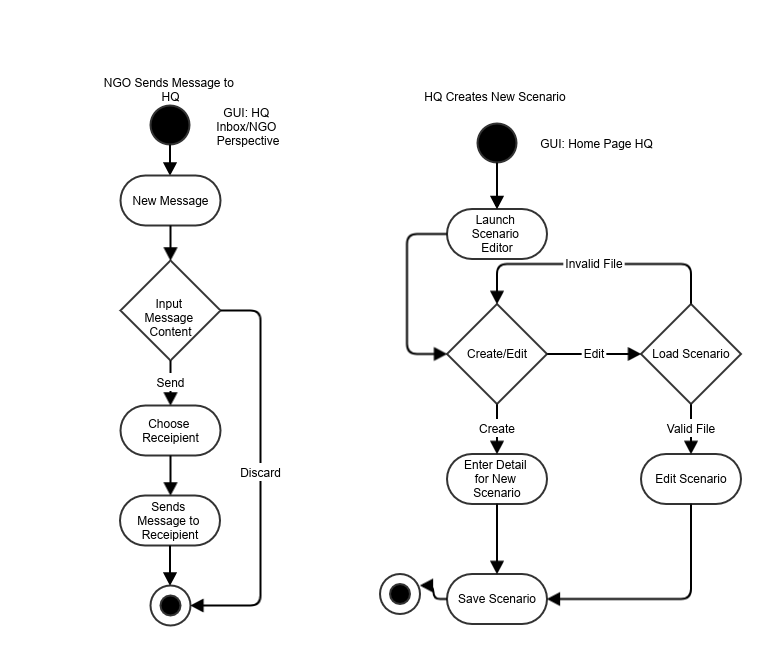 NGO Sends Message to
HQ
GUI: HQ
Inbox/NGO
Perspective
New Message
Input
Message
Content
Send
Choose
Receipient
Discard
Sends
Message to
Receipient
HQ Creates New Scenario
GUI: Home Page HQ
Launch
Scenario
Editor
Invalid File
Create/Edit
Edit
Load Scenario
Create
Valid File
Enter Detail
for New
Scenario
Edit Scenario
Save Scenario